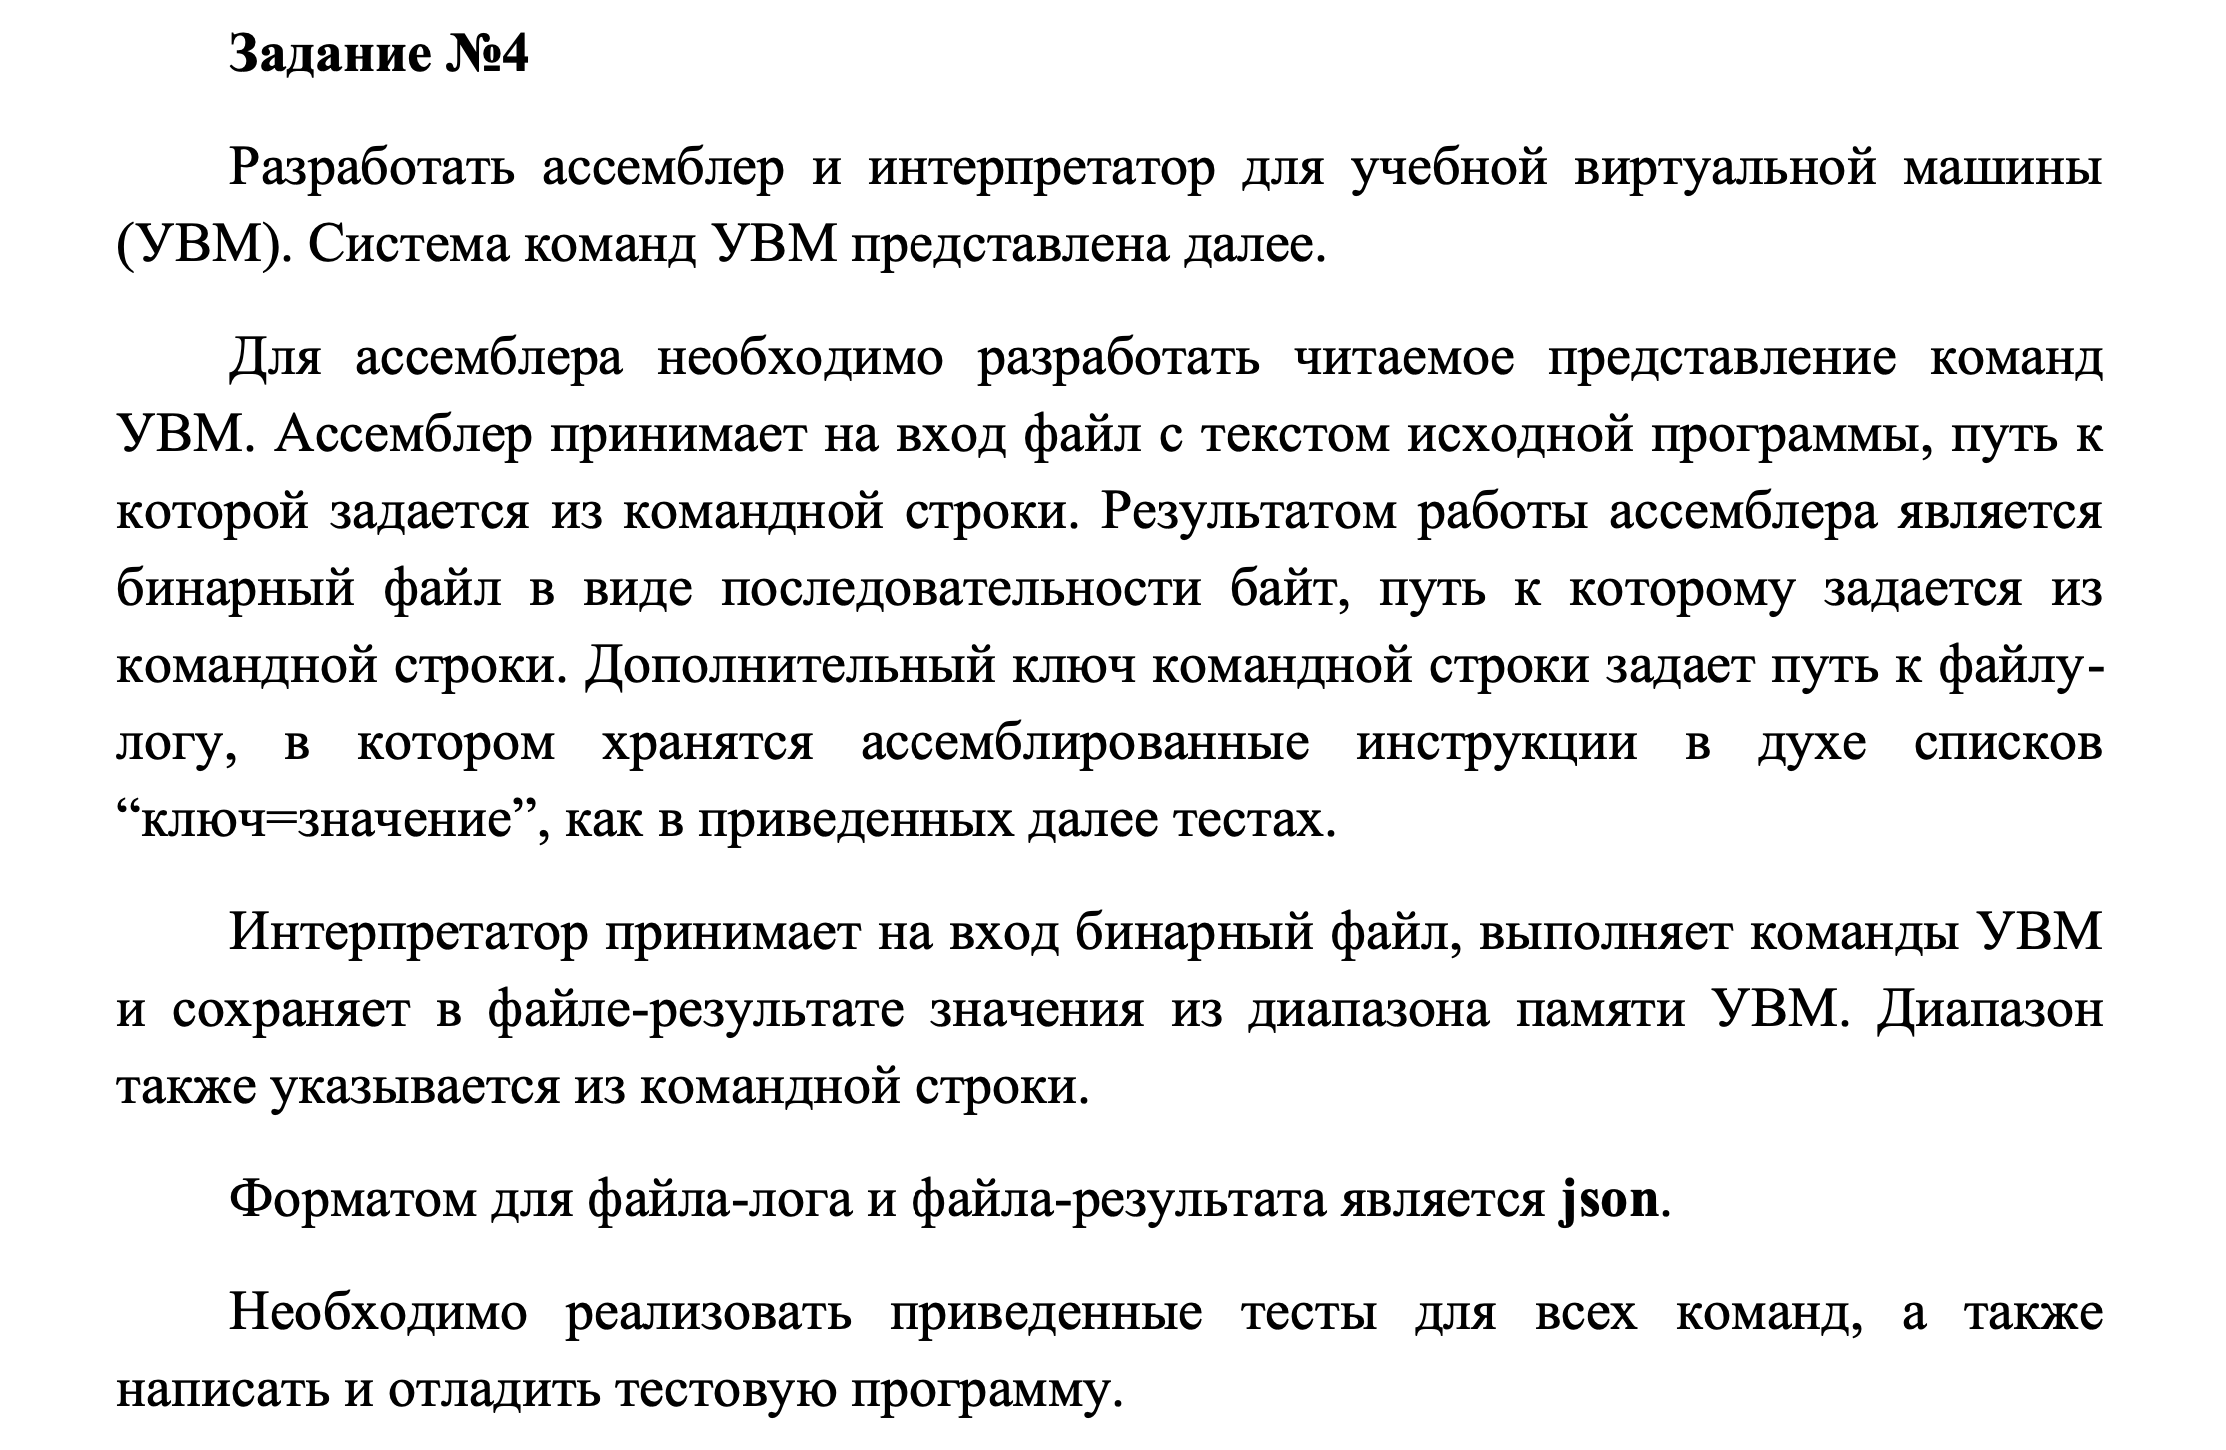 Задание №4
Разработать ассемблер и интерпретатор для учебной виртуальной машины
(УВМ). Система команд УВМ представлена далее.
Для ассемблера необходимо разработать читаемое представление команд
УВМ. Ассемблер принимает на вход файл с текстом исходной программы, путь к
которой задается из командной строки. Результатом работы ассемблера является
бинарный файл в виде последовательности байт, путь к которому задается из
командной строки. Дополнительный ключ командной строки задает путь к файлу-
логу, в котором хранятся ассемблированные инструкции в духе списков
“ключ=значение”, как в приведенных далее тестах.
Интерпретатор принимает на вход бинарный файл, выполняет команды УВМ
и сохраняет в файле-результате значения из диапазона памяти УВМ. Диапазон
также указывается из командной строки.
Форматом для файла-лога и файла-результата является json.
Необходимо реализовать приведенные тесты для всех команд, а также
написать и отладить тестовую программу.